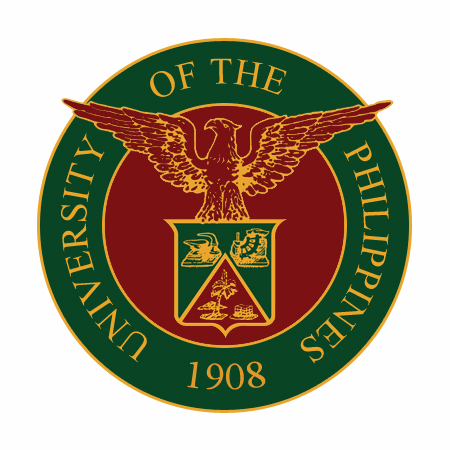 UNIVERSITY OF THE PHILIPPINES
1908